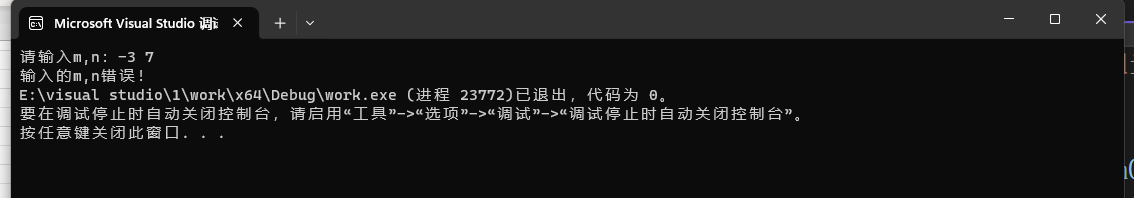 Microsoft Visual Studio 调试
请输入m,n: -3 7
输入的m,n错误!
E:\visual studio\1\work\x64\Debug\work.exe (进程 23772)已退出，代码为 0。
要在调试停止时自动关闭控制台，请启用“工具”->“选项”->“调试”->“调试停止时自动关闭控制台”。
按任意键关闭此窗口. . .